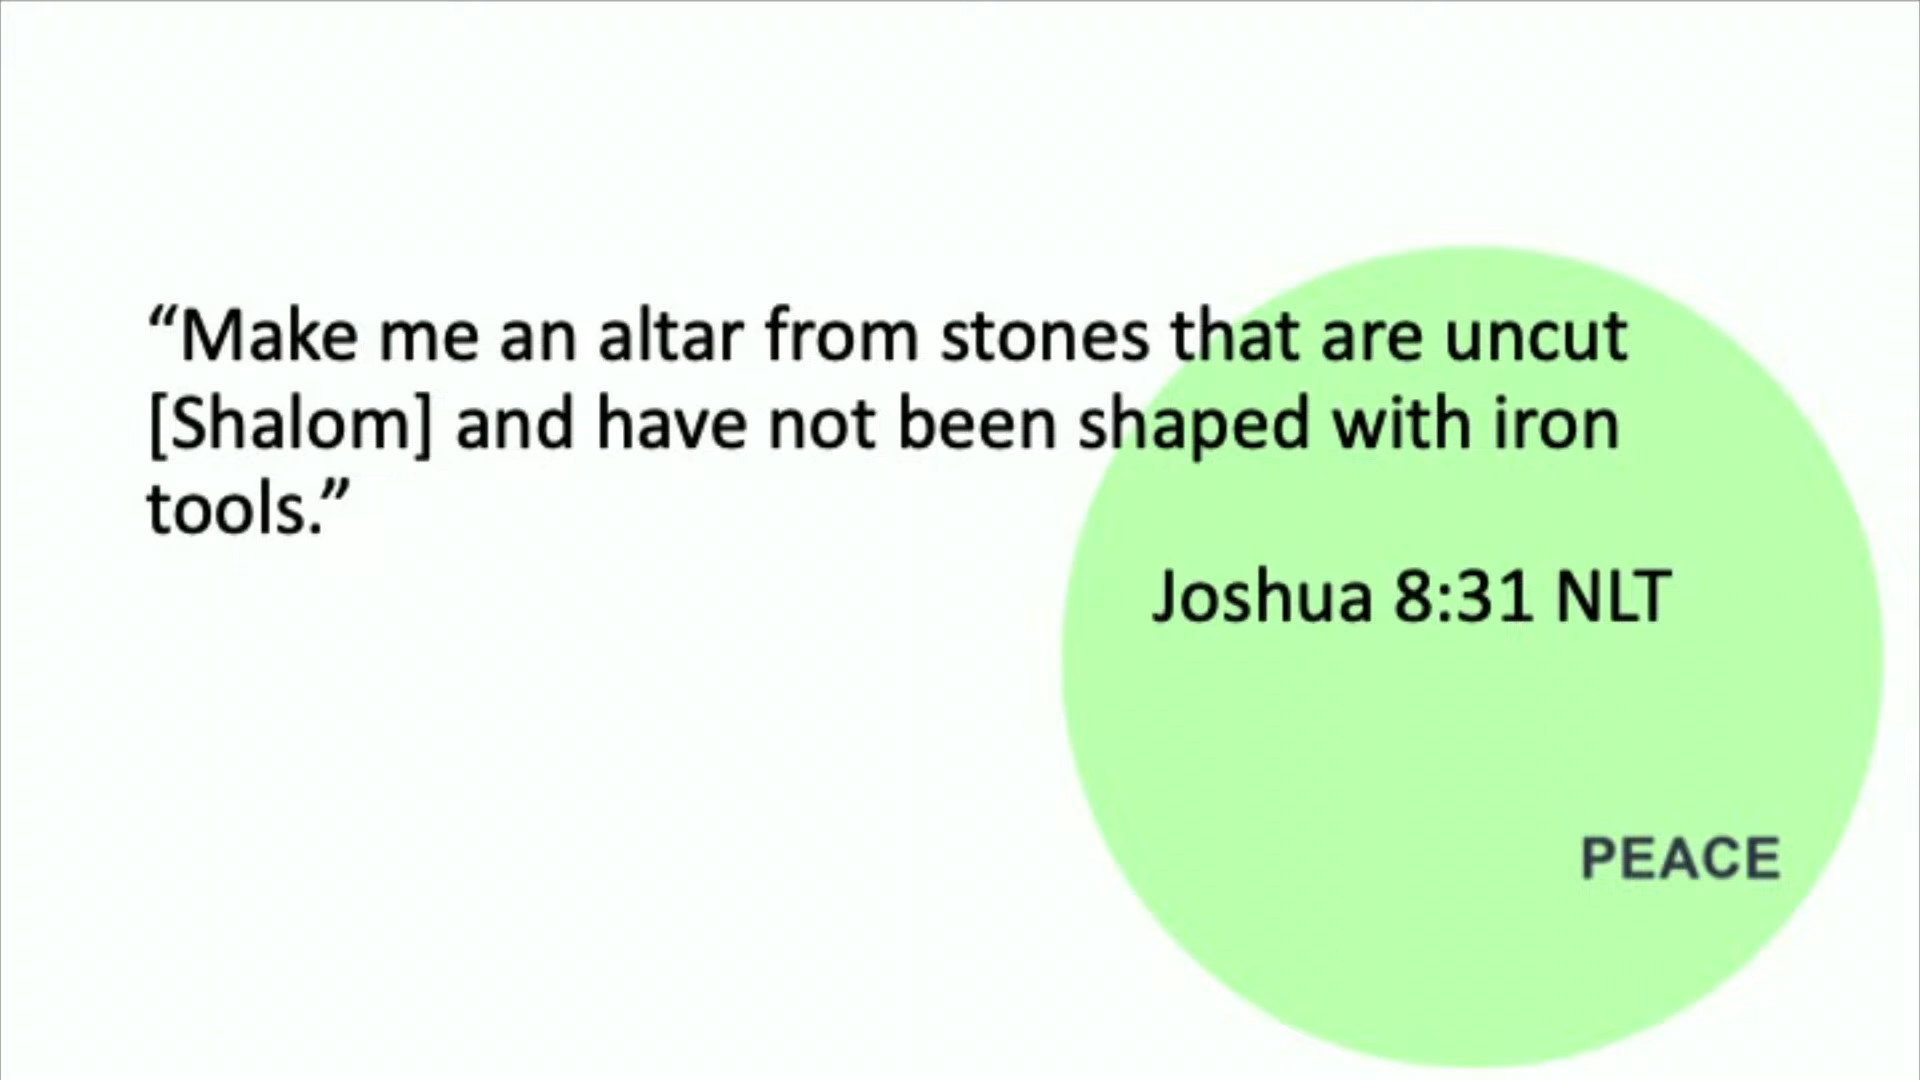 “Make me an altar from stones that are uncut
[Shalom] and have not been shaped with iron
tools.”
Joshua 8:31 NLT
PEACE